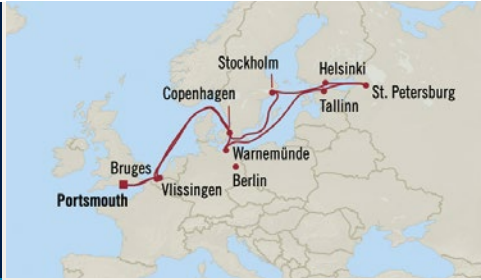 Stockholm
Helsinki
Copenhagen
St. Petersburg
Tallinn
Warnemünde
Bruges
Berlin
Vlissingen
Portsmouth